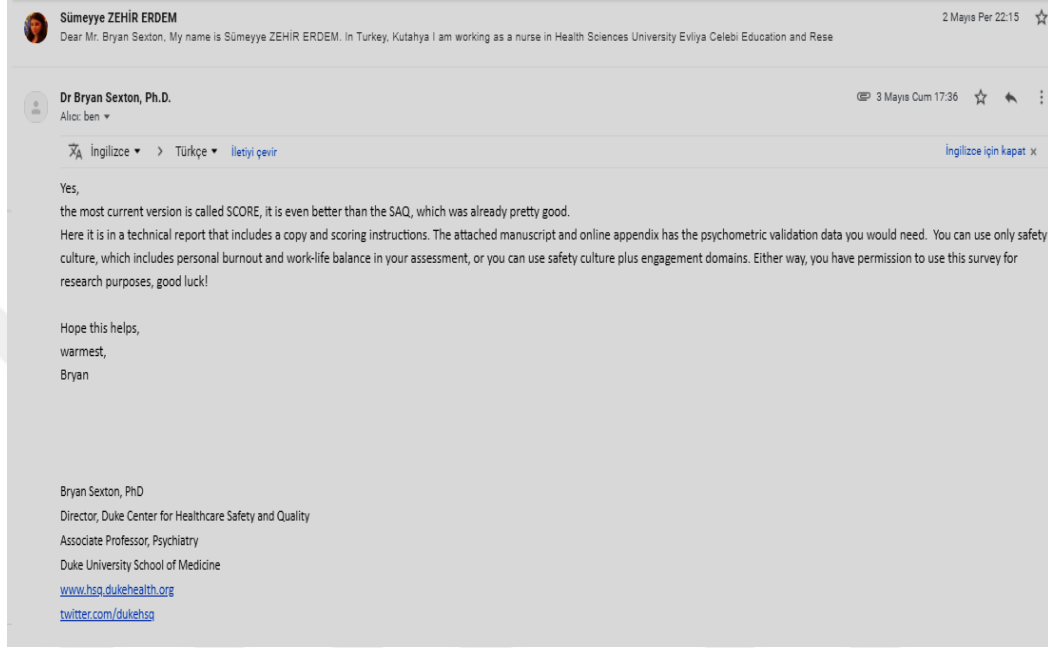 Sümeyye ZEHİR ERDEM
2 Mayıs Per 22:15
Dear Mr. Bryan Sexton, My name is Sümeyye ZEHİR ERDEM. In Turkey, Kutahya I am working as a nurse in Health Sciences University Evliya Celebi Education and Rese
Dr Bryan Sexton, Ph.D.
3 Mayıs Cum 17:36
Alıcı: ben
İngilizce > Türkçe İletiyi çevir
İngilizce için kapat x
Yes,
the most current version is called SCORE, it is even better than the SAQ, which was already pretty good.
Here it is in a technical report that includes a copy and scoring instructions. The attached manuscript and online appendix has the psychometric validation data you would need. You can use only safety
culture, which includes personal burnout and work-life balance in your assessment, or you can use safety culture plus engagement domains. Either way, you have permission to use this survey for
research purposes, good luck!
Hope this helps,
warmest,
Bryan
Bryan Sexton, PhD
Director, Duke Center for Healthcare Safety and Quality
Associate Professor, Psychiatry
Duke University School of Medicine
www.hsq.dukehealth.org
twitter.com/dukehsq